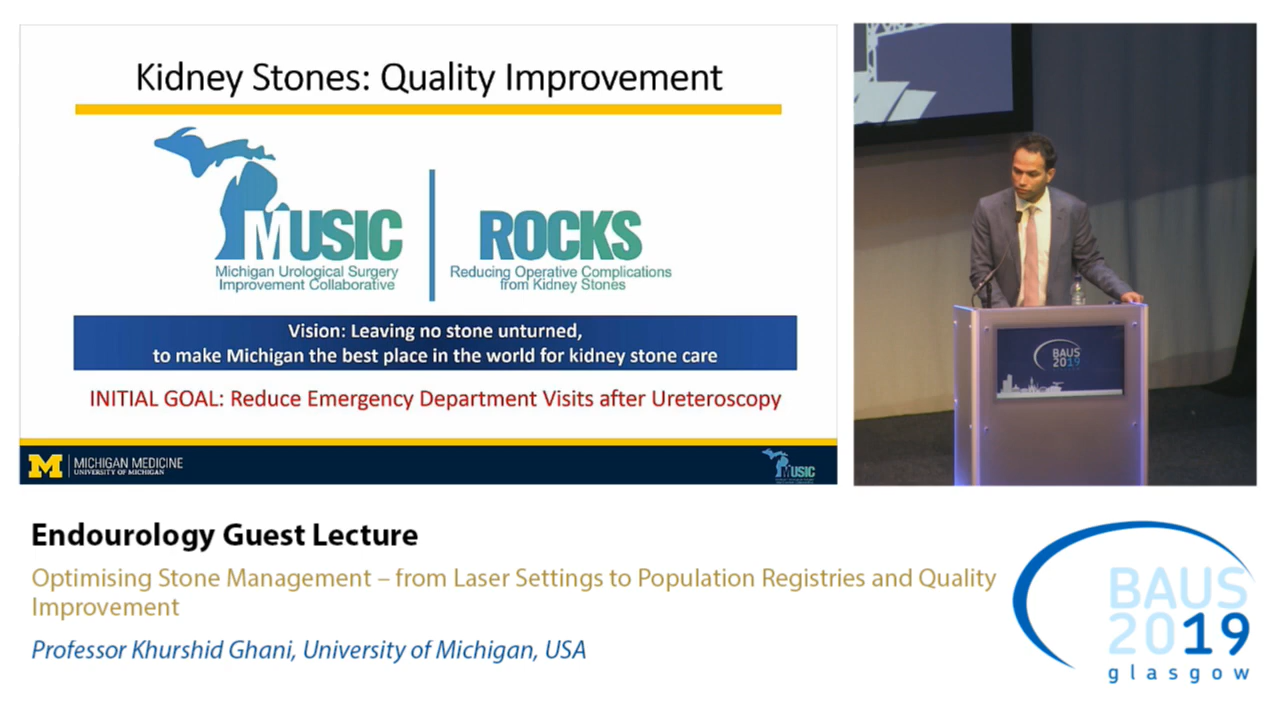 Kidney Stones: Quality Improvement
MUSIC
Michigan Urological Surgery
Improvement Collaborative
ROCKS
Reducing Operative Complications
from Kidney Stones
Vision: Leaving no stone unturned,
to make Michigan the best place in the world for kidney stone care
INITIAL GOAL: Reduce Emergency Department Visits after Ureteroscopy
M
MICHIGAN MEDICINE
UNIVERSITY OF MICHIGAN
MUSIC
BAUS
2019
Endourology Guest Lecture
Optimising Stone Management – from Laser Settings to Population Registries and Quality
Improvement
Professor Khurshid Ghani, University of Michigan, USA
BAUS
2019
glasgow